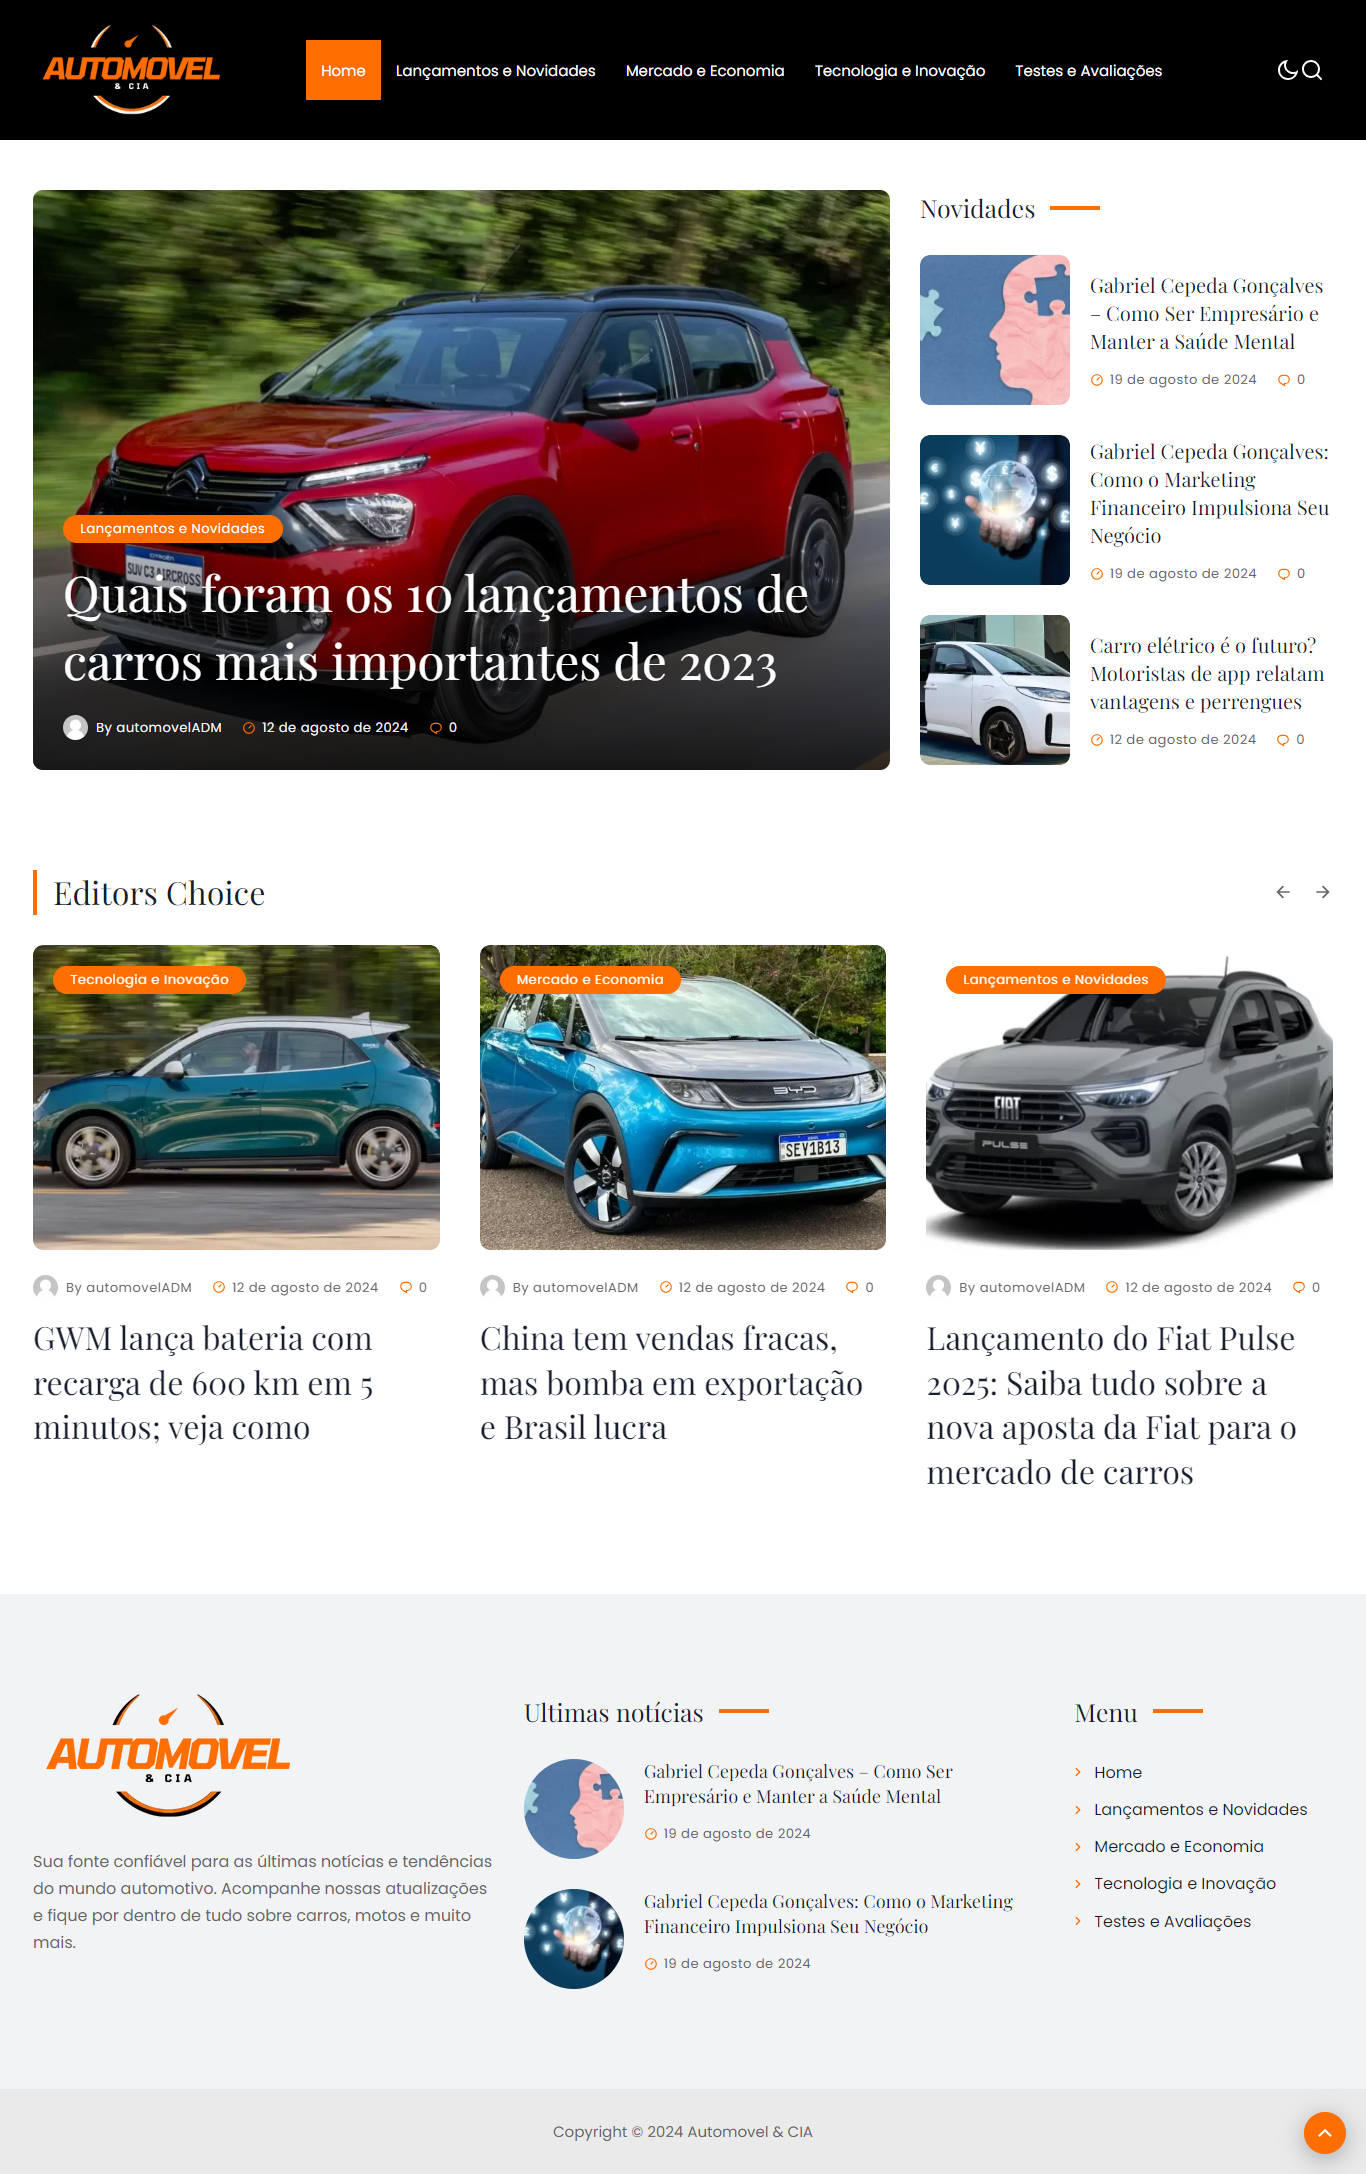 AUTOMOVEL
& CIA
Home
Lançamentos e Novidades
Mercado e Economia
Tecnologia e Inovação
Testes e Avaliações
CITROËN
SUV C3 AIRCROSS
Lançamentos e Novidades
Quais foram os 10 lançamentos de
carros mais importantes de 2023
By automovelADM 12 de agosto de 2024 0
Novidades
Gabriel Cepeda Gonçalves
– Como Ser Empresário e
Manter a Saúde Mental
19 de agosto de 2024 0
Gabriel Cepeda Gonçalves:
Como o Marketing
Financeiro Impulsiona Seu
Negócio
19 de agosto de 2024 0
Carro elétrico é o futuro?
Motoristas de app relatam
vantagens e perrengues
12 de agosto de 2024 0
Editors Choice
Tecnologia e Inovação
By automovelADM 12 de agosto de 2024 0
GWM lança bateria com
recarga de 600 km em 5
minutos; veja como
Mercado e Economia
BYD
SEY1B13
By automovelADM 12 de agosto de 2024 0
China tem vendas fracas,
mas bomba em exportação
e Brasil lucra
Lançamentos e Novidades
FIAT
PULSE
By automovelADM 12 de agosto de 2024 0
Lançamento do Fiat Pulse
2025: Saiba tudo sobre a
nova aposta da Fiat para o
mercado de carros
AUTOMOVEL
& CIA
Sua fonte confiável para as últimas notícias e tendências
do mundo automotivo. Acompanhe nossas atualizações
e fique por dentro de tudo sobre carros, motos e muito
mais.
Ultimas notícias
Gabriel Cepeda Gonçalves – Como Ser
Empresário e Manter a Saúde Mental
19 de agosto de 2024
Gabriel Cepeda Gonçalves: Como o Marketing
Financeiro Impulsiona Seu Negócio
19 de agosto de 2024
Menu
Home
Lançamentos e Novidades
Mercado e Economia
Tecnologia e Inovação
Testes e Avaliações
Copyright © 2024 Automovel & CIA